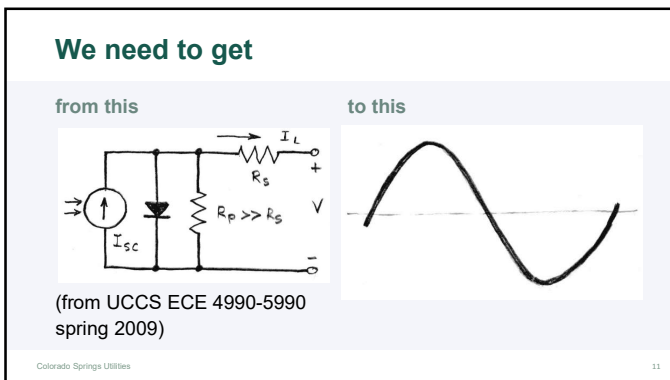 We need to get
from this
to this
I_L
+
R_S
R_P >> R_S
V
I_SC
-
(from UCCS ECE 4990-5990
spring 2009)
Colorado Springs Utilities
11